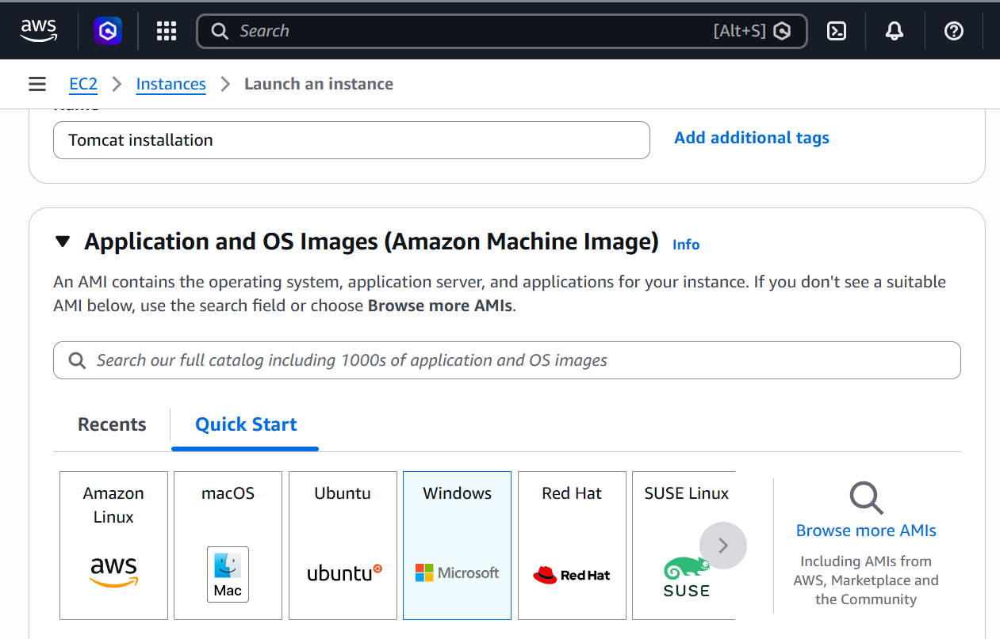 aws
Search [Alt+S]
EC2 Instances Launch an instance
Name
Tomcat installation Add additional tags
Application and OS Images (Amazon Machine Image) Info
An AMI contains the operating system, application server, and applications for your instance. If you don't see a suitable
AMI below, use the search field or choose Browse more AMIs.
Search our full catalog including 1000s of application and OS images
Recents Quick Start
Amazon
Linux
aws
macOS
Mac
Ubuntu
ubuntu
Windows
Microsoft
Red Hat
Red Hat
SUSE Linux
SUSE
Browse more AMIs
Including AMIs from
AWS, Marketplace and
the Community